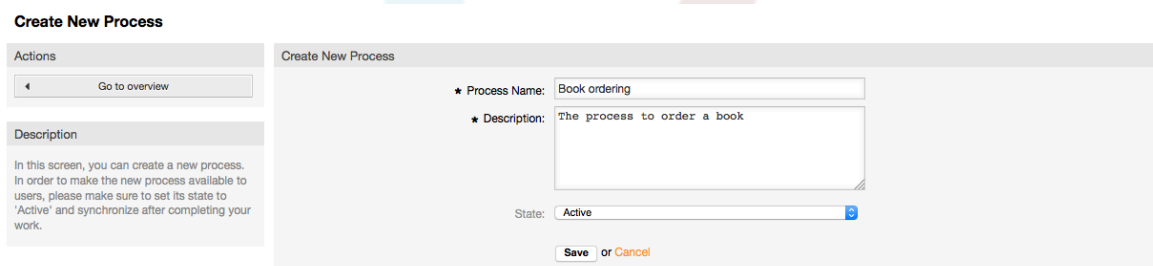 Create New Process
Actions
Go to overview
Description
In this screen, you can create a new process.
In order to make the new process available to
users, please make sure to set its state to
'Active' and synchronize after completing your
work.
Create New Process
★ Process Name: Book ordering
★ Description: The process to order a book
State: Active
Save or Cancel